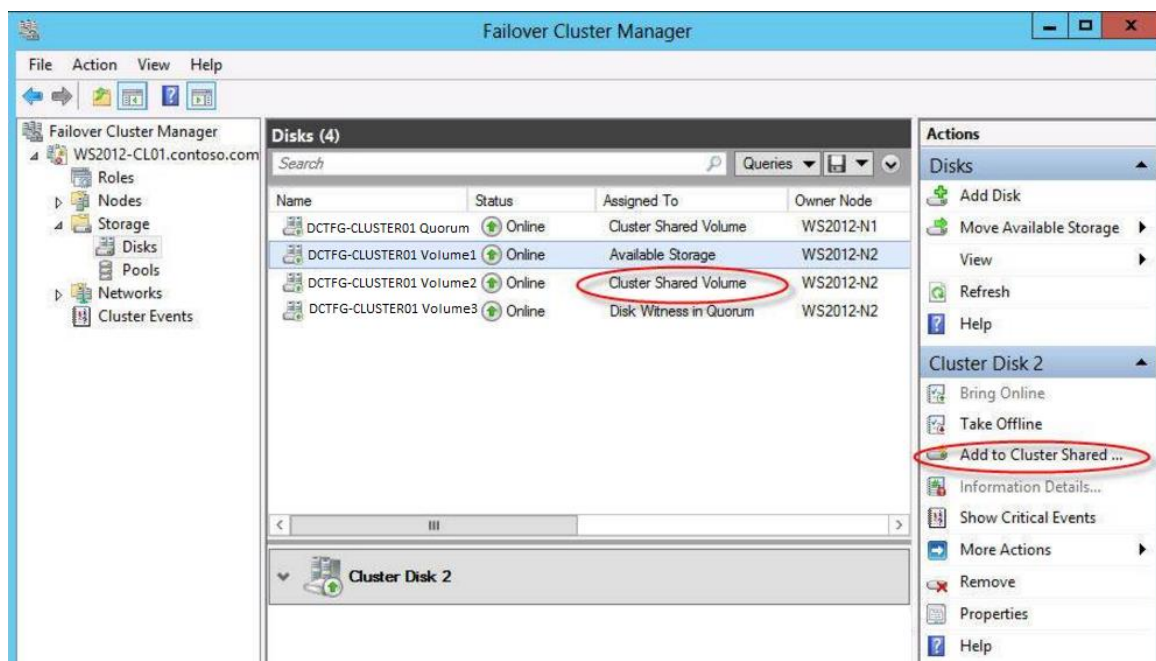 Failover Cluster Manager
File Action View Help
Failover Cluster Manager
WS2012-CL01.contoso.com
Roles
Nodes
Storage
Disks
Pools
Networks
Cluster Events
Disks (4)
Search
Queries
Name Status Assigned To Owner Node
DCTFG-CLUSTER01 Quorum Online Cluster Shared Volume WS2012-N1
DCTFG-CLUSTER01 Volume1 Online Available Storage WS2012-N2
DCTFG-CLUSTER01 Volume2 Online Cluster Shared Volume WS2012-N2
DCTFG-CLUSTER01 Volume3 Online Disk Witness in Quorum WS2012-N2
Cluster Disk 2
Actions
Disks
Add Disk
Move Available Storage
View
Refresh
Help
Cluster Disk 2
Bring Online
Take Offline
Add to Cluster Shared ...
Information Details...
Show Critical Events
More Actions
Remove
Properties
Help